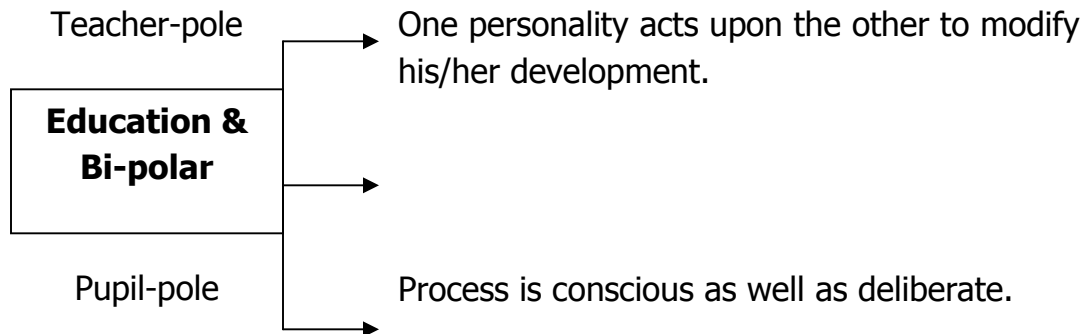 Teacher-pole
One personality acts upon the other to modify
his/her development.
Education &
Bi-polar
Pupil-pole
Process is conscious as well as deliberate.